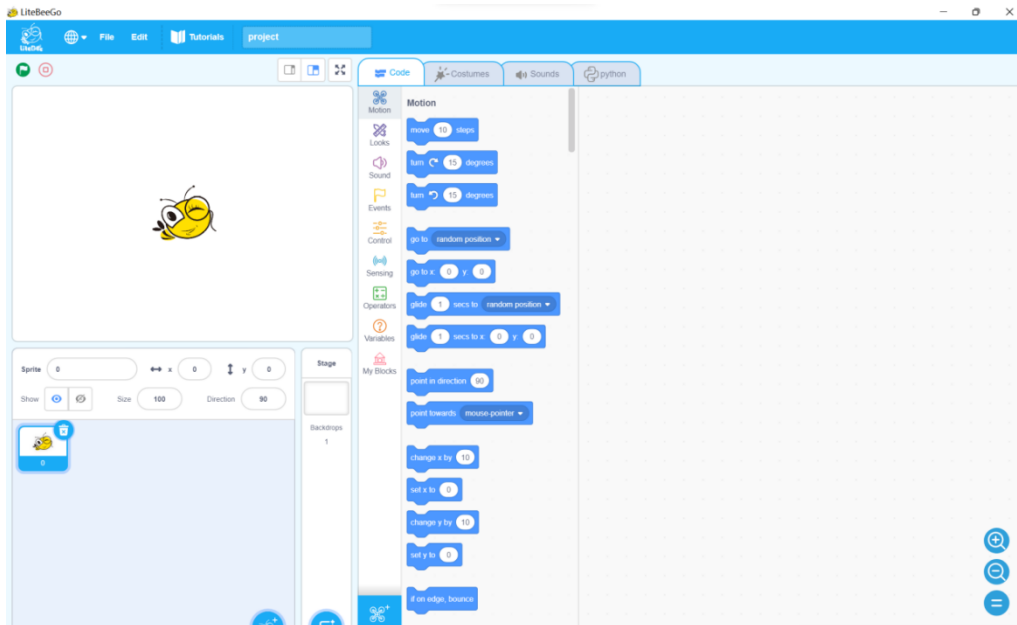 LiteBeeGo
LiteBee
File Edit Tutorials project
Code Costumes Sounds python
Motion
Looks
Sound
Events
Control
Sensing
Operators
Variables
My Blocks
Motion
move 10 steps
turn 15 degrees
turn 15 degrees
go to random position
go to x: 0 y: 0
glide 1 secs to random position
glide 1 secs to x: 0 y: 0
point in direction 90
point towards mouse-pointer
change x by 10
set x to 0
change y by 10
set y to 0
if on edge, bounce
Sprite 0 x 0 y 0
Show Size 100 Direction 90
0
Stage
Backdrops
1